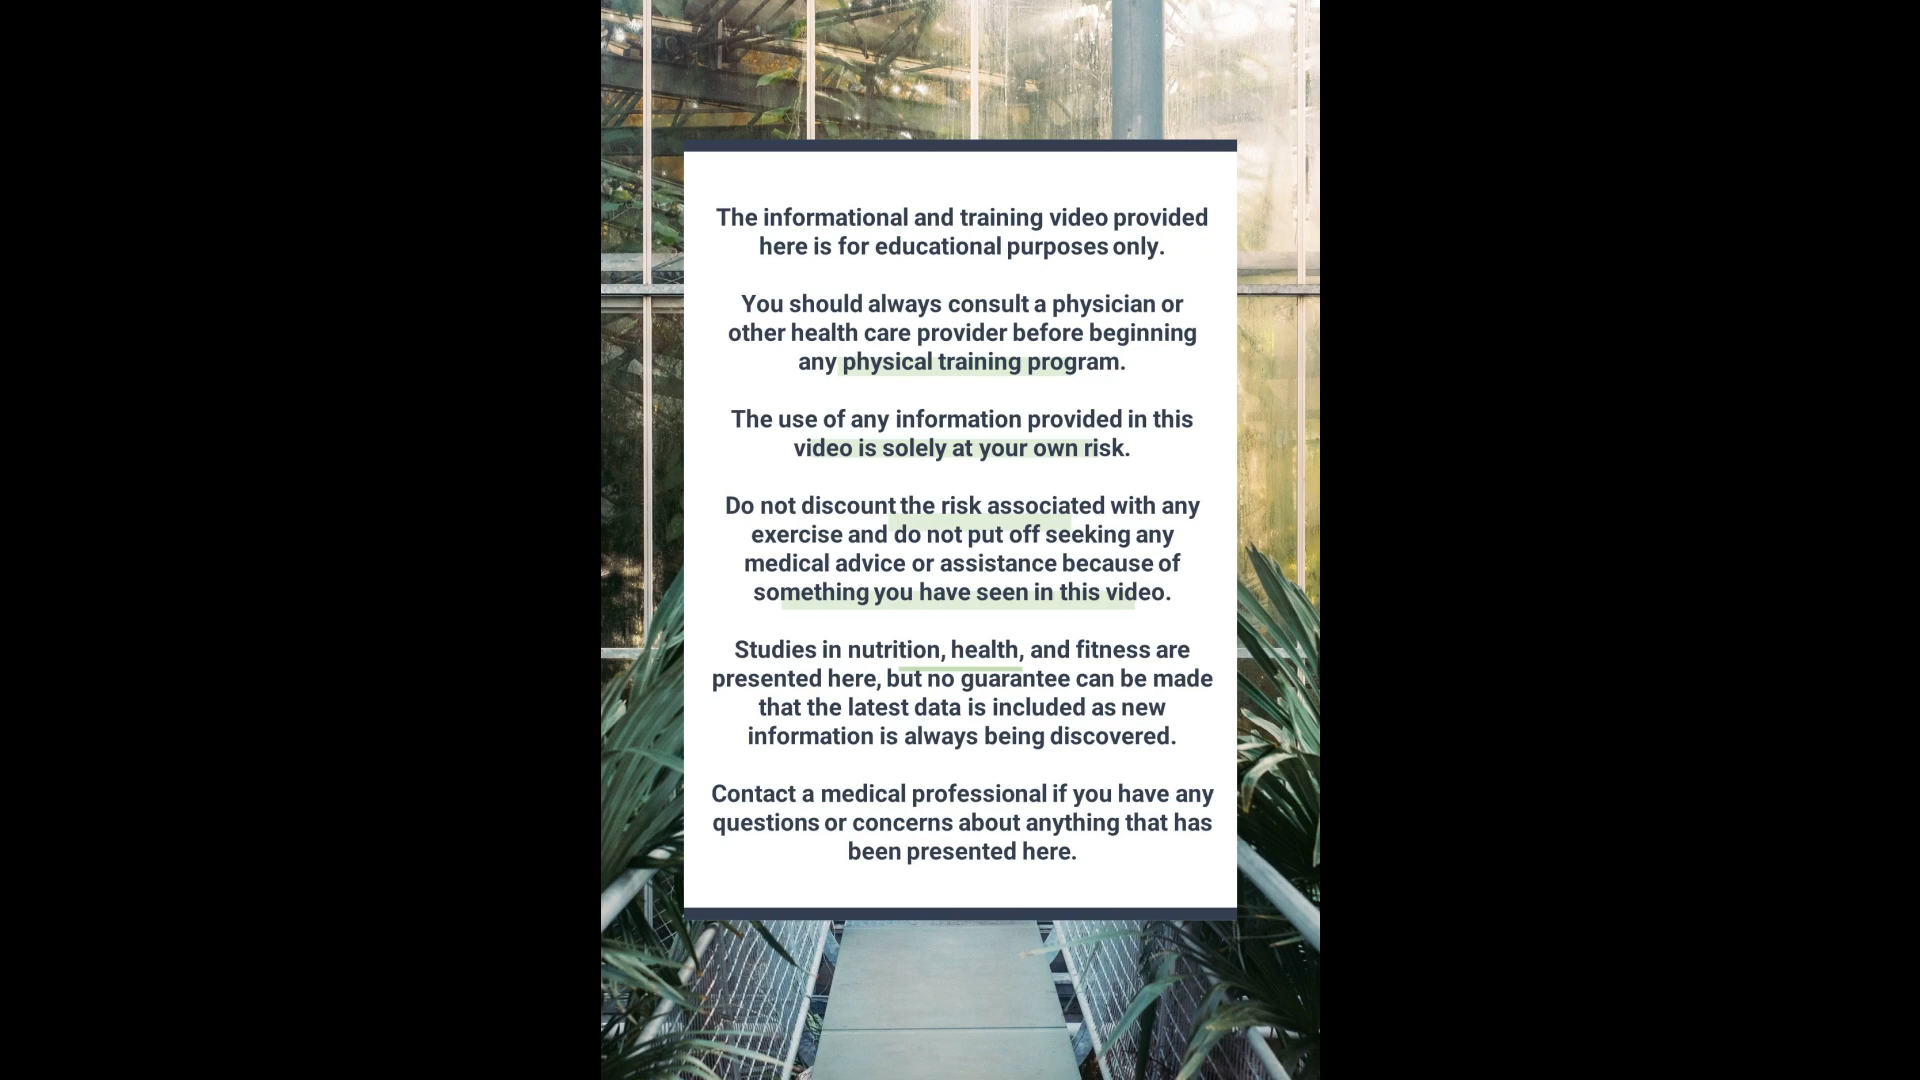 The informational and training video provided
here is for educational purposes only.
You should always consult a physician or
other health care provider before beginning
any physical training program.
The use of any information provided in this
video is solely at your own risk.
Do not discount the risk associated with any
exercise and do not put off seeking any
medical advice or assistance because of
something you have seen in this video.
Studies in nutrition, health, and fitness are
presented here, but no guarantee can be made
that the latest data is included as new
information is always being discovered.
Contact a medical professional if you have any
questions or concerns about anything that has
been presented here.